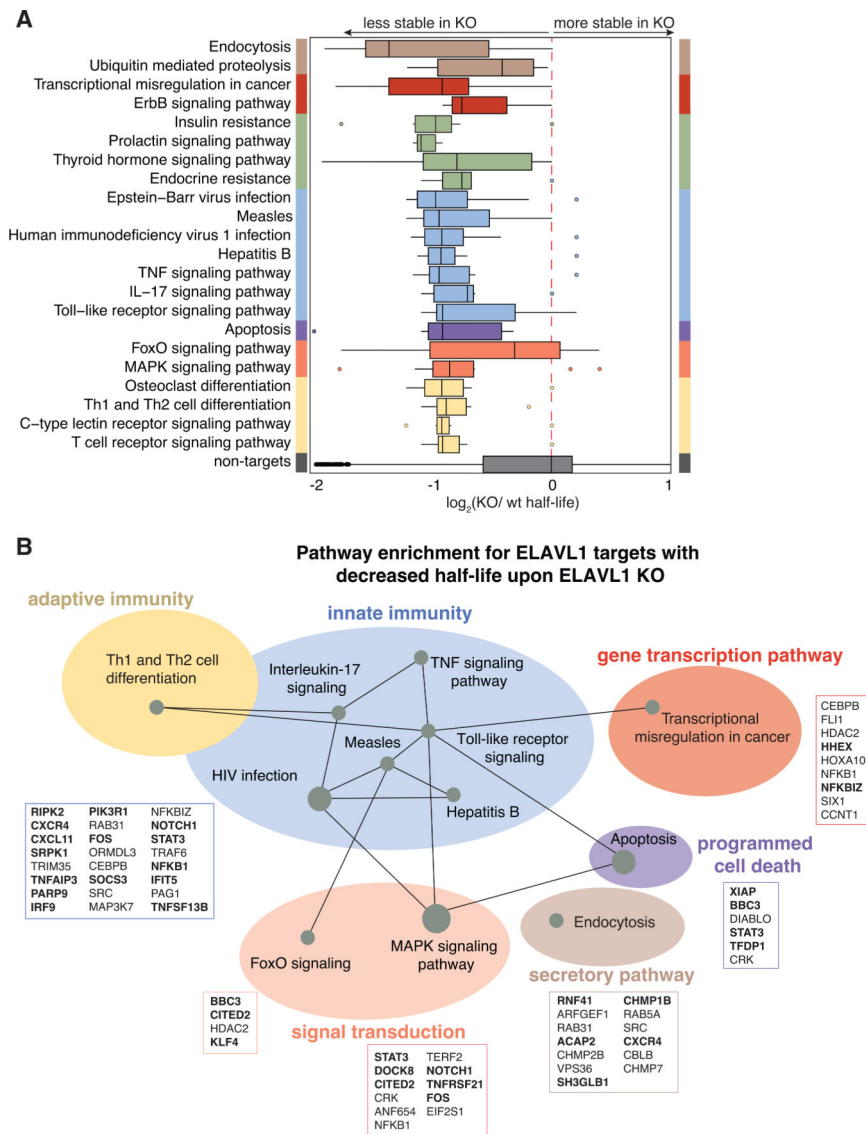 A
less stable in KO
more stable in KO
Endocytosis
Ubiquitin mediated proteolysis
Transcriptional misregulation in cancer
ErbB signaling pathway
Insulin resistance
Prolactin signaling pathway
Thyroid hormone signaling pathway
Endocrine resistance
Epstein−Barr virus infection
Measles
Human immunodeficiency virus 1 infection
Hepatitis B
TNF signaling pathway
IL−17 signaling pathway
Toll−like receptor signaling pathway
Apoptosis
FoxO signaling pathway
MAPK signaling pathway
Osteoclast differentiation
Th1 and Th2 cell differentiation
C−type lectin receptor signaling pathway
T cell receptor signaling pathway
non-targets
-2 -1 0 1
log2(KO/ wt half-life)
B
Pathway enrichment for ELAVL1 targets with
decreased half-life upon ELAVL1 KO
adaptive immunity
innate immunity
Th1 and Th2 cell
differentiation
Interleukin-17
signaling
TNF signaling
pathway
Measles
Toll-like receptor
signaling
HIV infection
Hepatitis B
gene transcription pathway
Transcriptional
misregulation in cancer
CEBPB
FLI1
HDAC2
HHEX
HOXA10
NFKB1
NFKBIZ
SIX1
CCNT1
RIPK2 PIK3R1 NFKBIZ
CXCR4 RAB31 NOTCH1
CXCL11 FOS STAT3
SRPK1 ORMDL3 TRAF6
TRIM35 CEBPB NFKB1
TNFAIP3 SOCS3 IFIT5
PARP9 SRC PAG1
IRF9 MAP3K7 TNFSF13B
Apoptosis
programmed
cell death
XIAP
BBC3
DIABLO
STAT3
TFDP1
CRK
Endocytosis
secretory pathway
RNF41 CHMP1B
ARFGEF1 RAB5A
RAB31 SRC
ACAP2 CXCR4
CHMP2B CBLB
VPS36 CHMP7
SH3GLB1
FoxO signaling
MAPK signaling
pathway
signal transduction
BBC3
CITED2
HDAC2
KLF4
STAT3 TERF2
DOCK8 NOTCH1
CITED2 TNFRSF21
CRK FOS
ANF654 EIF2S1
NFKB1